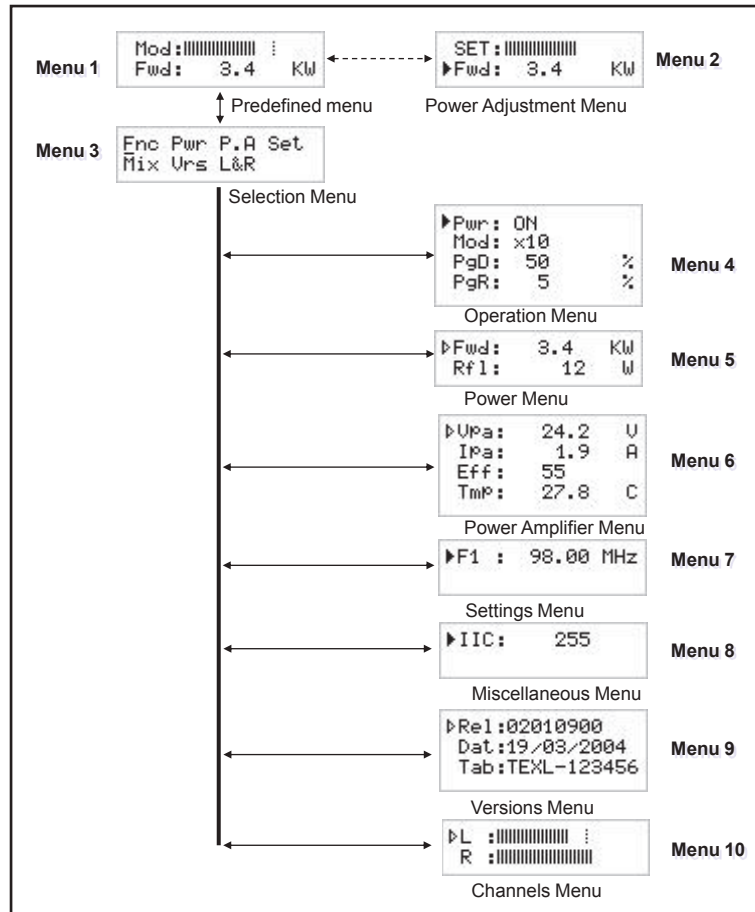 Menu 1
Mod:
Fwd: 3.4 KW
SET:
Fwd: 3.4 KW
Menu 2
Predefined menu
Power Adjustment Menu
Menu 3
Fnc Pwr P.A Set
Mix Vrs L&R
Selection Menu
Pwr: ON
Mod: x10
PgD: 50 %
PgR: 5 %
Menu 4
Operation Menu
Fwd: 3.4 KW
Rfl: 12 W
Menu 5
Power Menu
Vpa: 24.2 V
Ipa: 1.9 A
Eff: 55
Tmp: 27.8 C
Menu 6
Power Amplifier Menu
F1 : 98.00 MHz
Menu 7
Settings Menu
IIC: 255
Menu 8
Miscellaneous Menu
Rel:02010900
Dat:19/03/2004
Tab:TEXL-123456
Menu 9
Versions Menu
L :
R :
Menu 10
Channels Menu